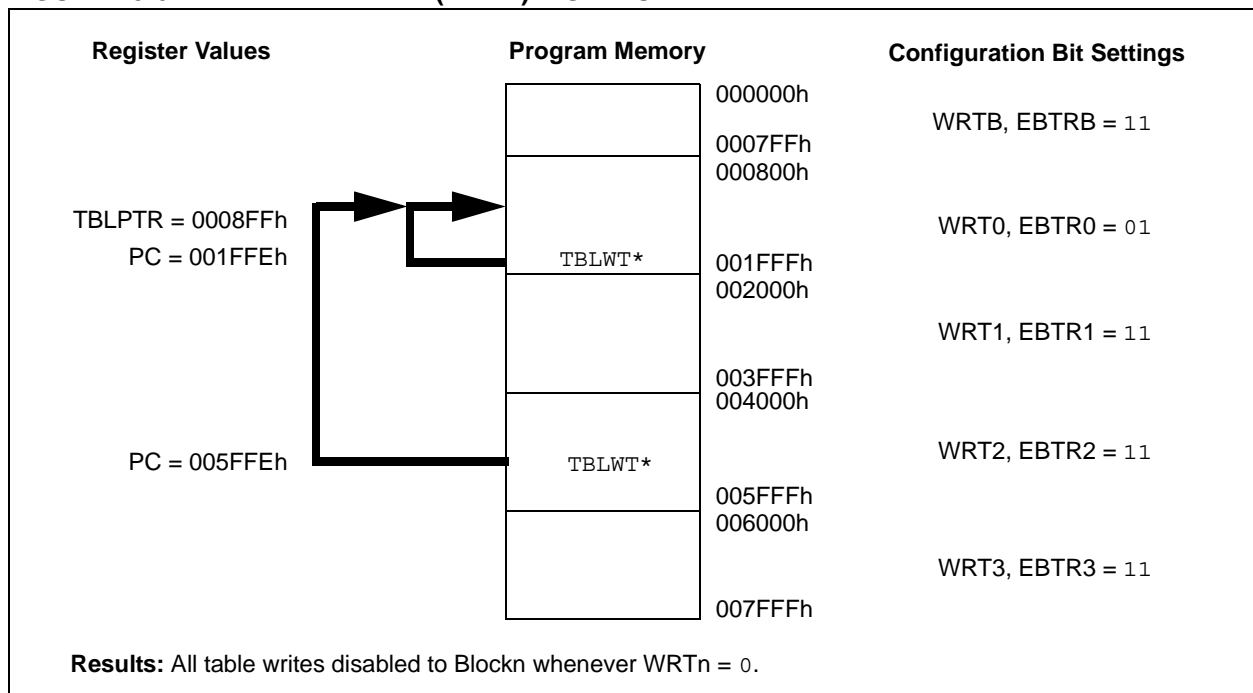 Register Values Program Memory Configuration Bit Settings
000000h
WRTB, EBTRB = 11
0007FFh
000800h
TBLPTR = 0008FFh
WRT0, EBTR0 = 01
PC = 001FFEh
TBLWT*
001FFFh
002000h
WRT1, EBTR1 = 11
003FFFh
004000h
WRT2, EBTR2 = 11
PC = 005FFEh
TBLWT*
005FFFh
006000h
WRT3, EBTR3 = 11
007FFFh
Results: All table writes disabled to Blockn whenever WRTn = 0.